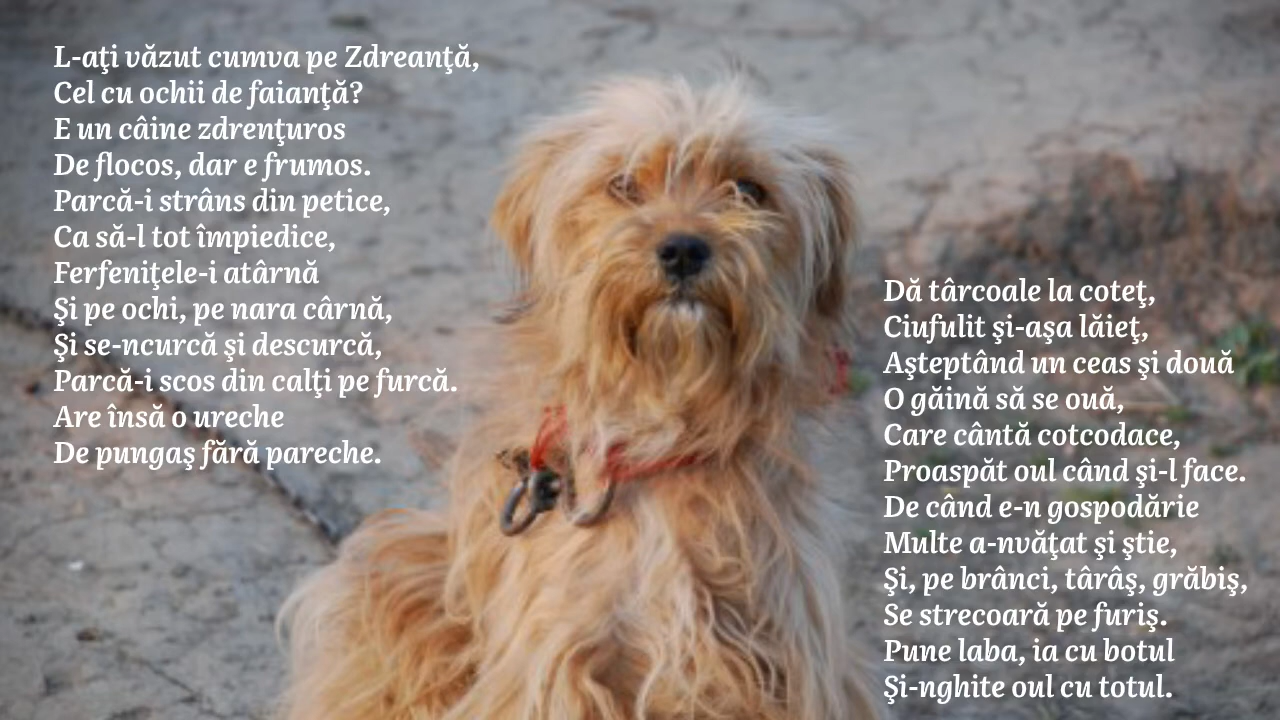 L-aţi văzut cumva pe Zdreanţă,
Cel cu ochii de faianţă?
E un câine zdrenţuros
De flocos, dar e frumos.
Parcă-i strâns din petice,
Ca să-l tot împiedice,
Ferfeniţele-i atârnă
Şi pe ochi, pe nara cârnă,
Şi se-ncurcă şi descurcă,
Parcă-i scos din calţi pe furcă.
Are însă o ureche
De pungaş fără pareche.
Dă târcoale la coteţ,
Ciufulit şi-aşa lăieţ,
Aşteptând un ceas şi două
O găină să se ouă,
Care cântă cotcodace,
Proaspăt oul când şi-l face.
De când e-n gospodărie
Multe a-nvăţat şi ştie,
Şi, pe brânci, târâş, grăbiş,
Se strecoară pe furiş.
Pune laba, ia cu botul
Şi-nghite oul cu totul.